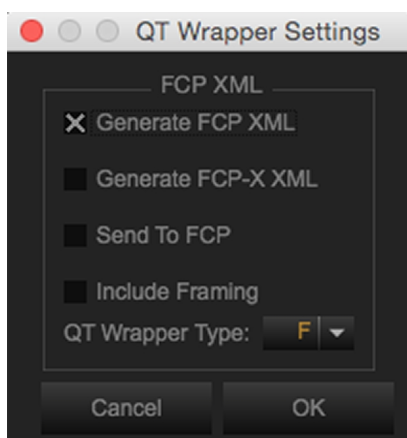 QT Wrapper Settings
FCP XML
Generate FCP XML
Generate FCP-X XML
Send To FCP
Include Framing
QT Wrapper Type: F
Cancel OK